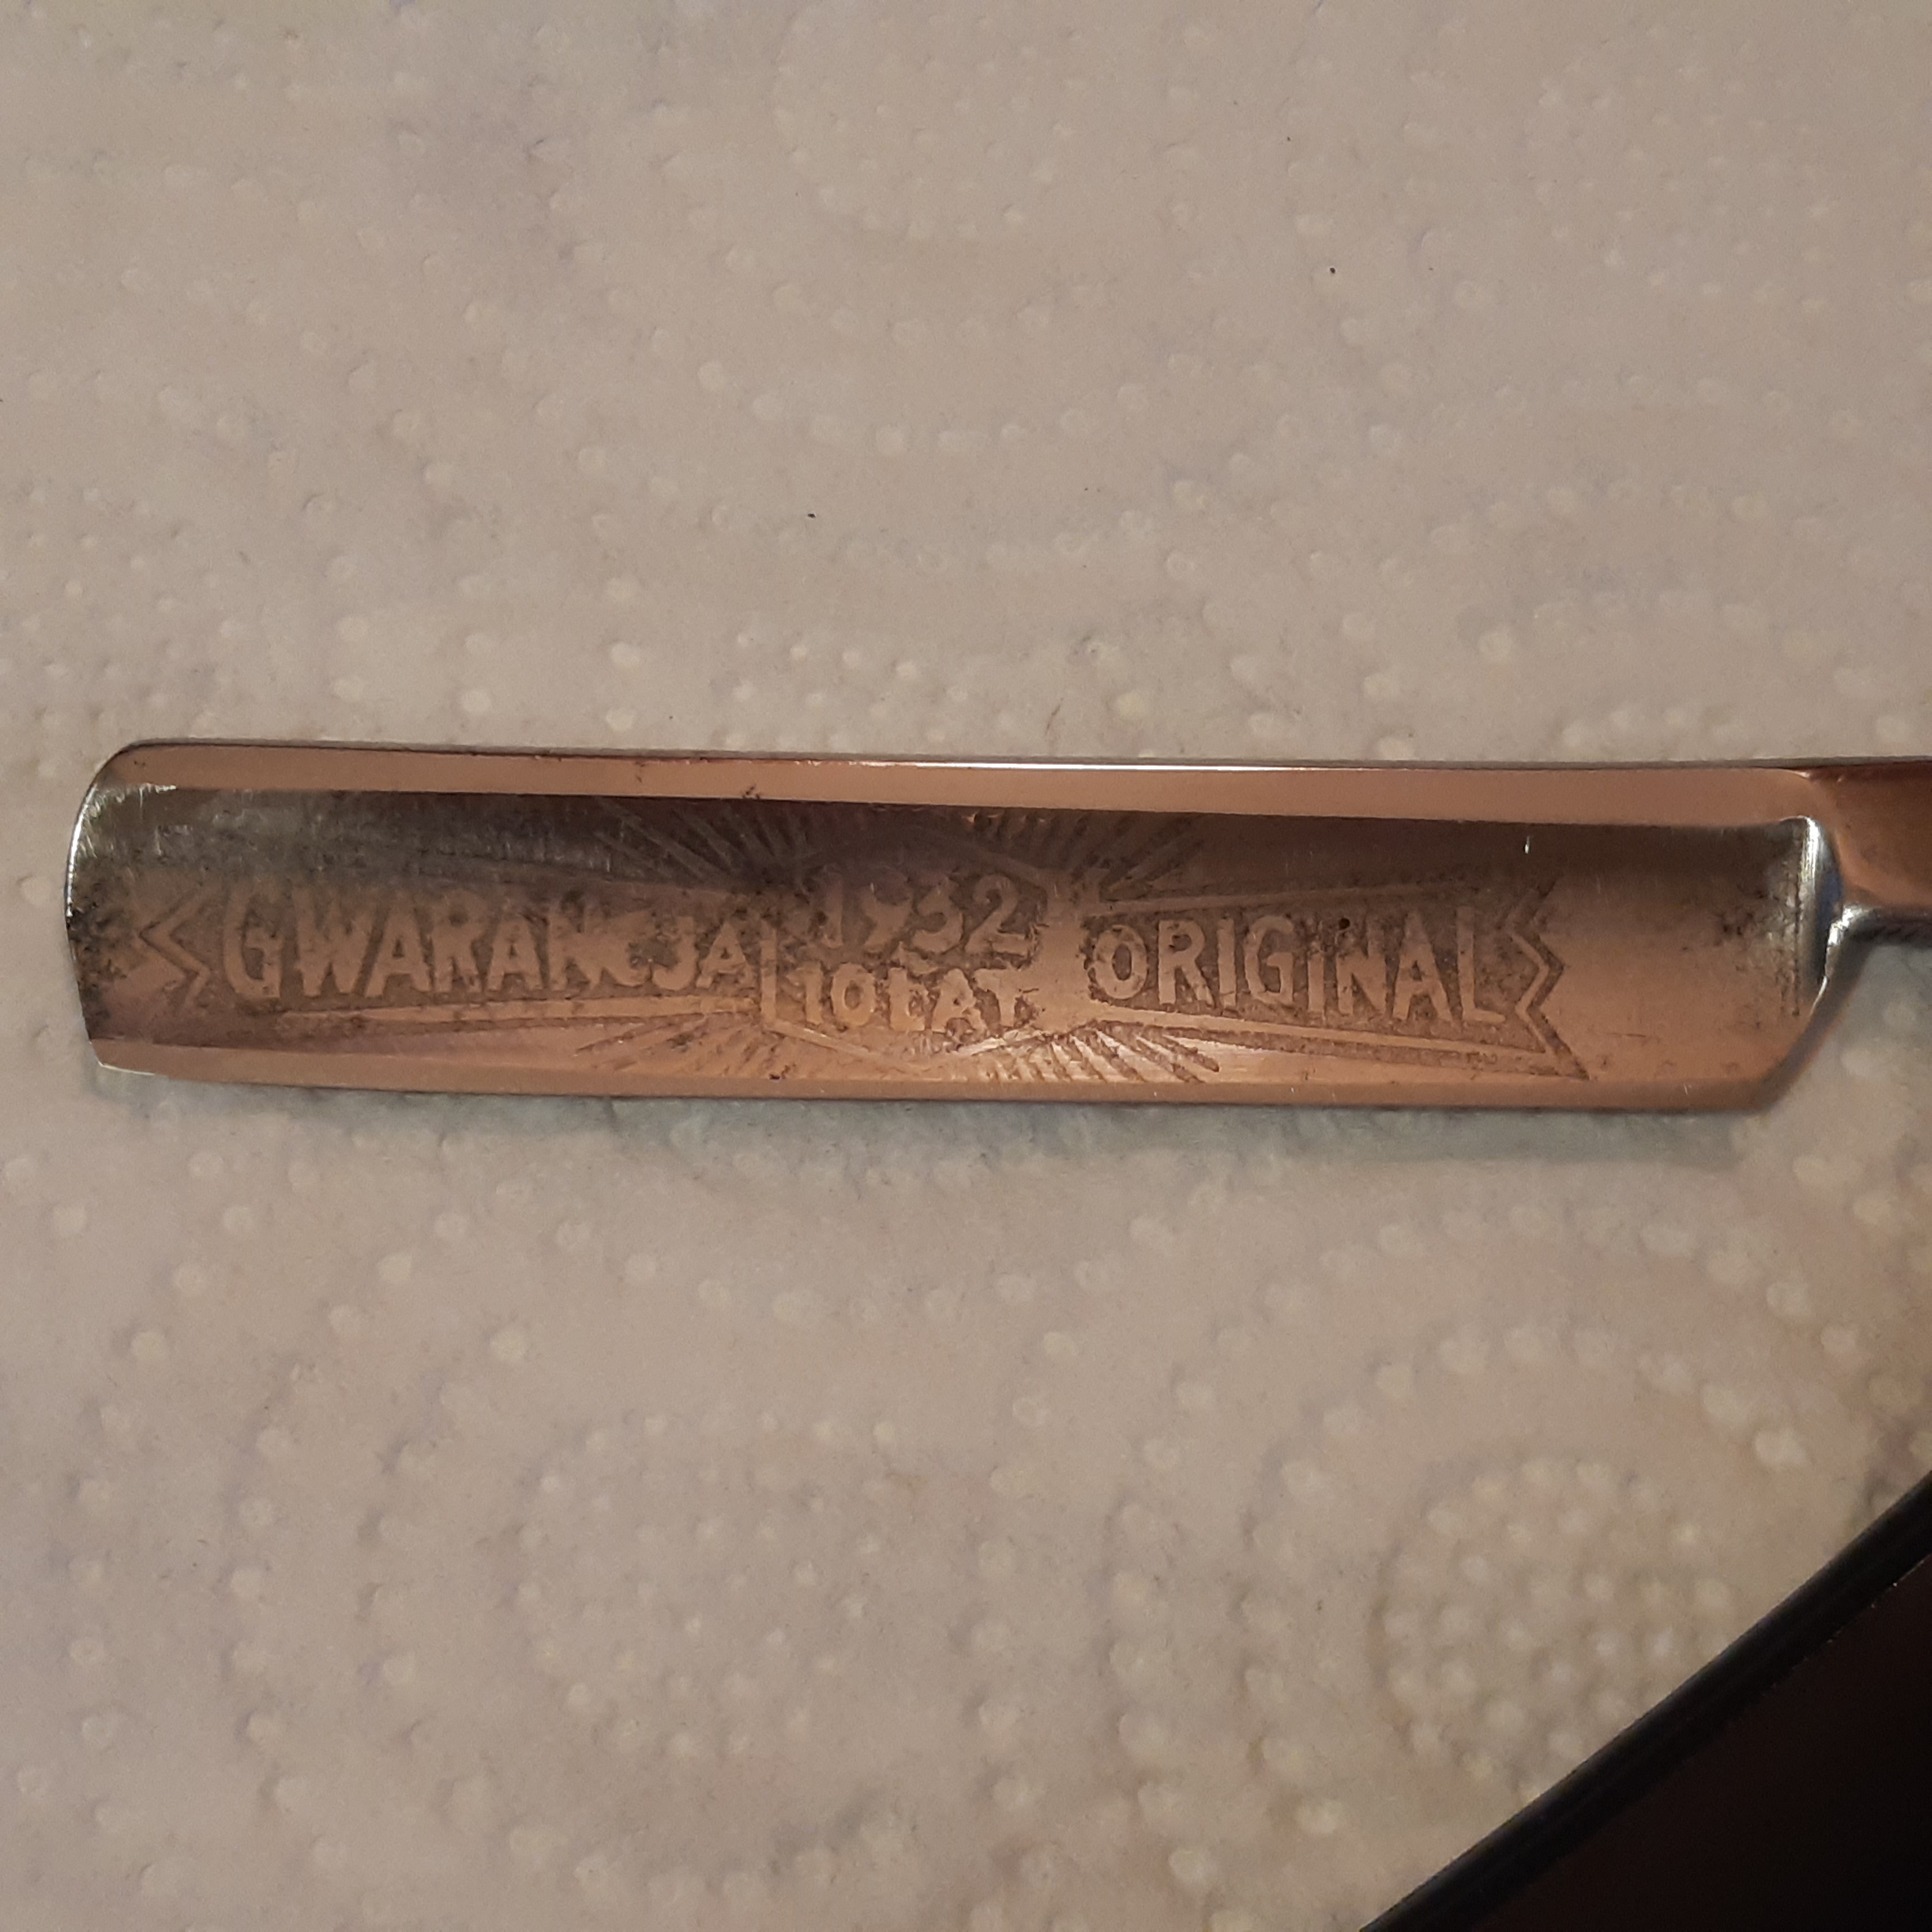 GWARANCJA
1932
10 LAT
ORIGINAL